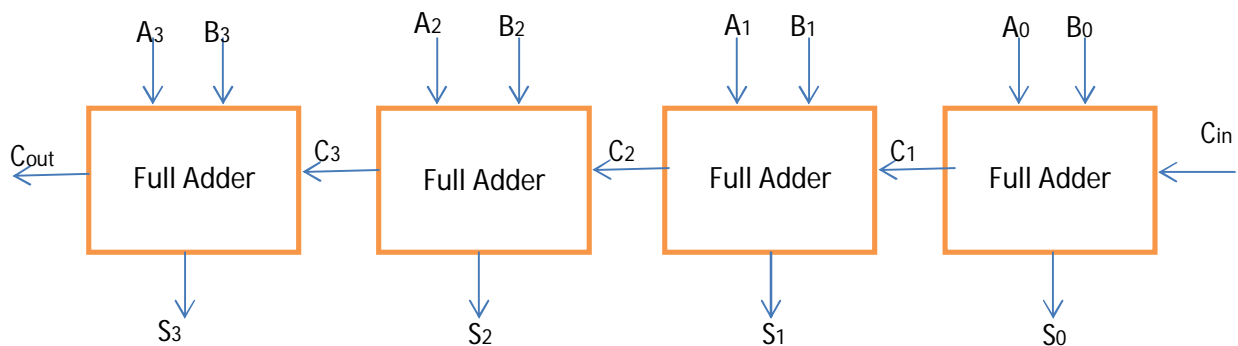 A3 B3 A2 B2 A1 B1 A0 B0
Cout C3 C2 C1 Cin
Full Adder Full Adder Full Adder Full Adder
S3 S2 S1 S0